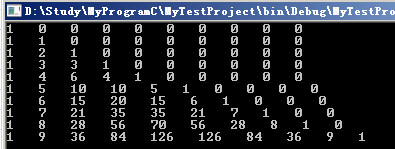 D:\Study\MyProgramC\MyTestProject\bin\Debug\MyTestPro
1 0 0 0 0 0 0 0 0 0
1 1 0 0 0 0 0 0 0 0
1 2 1 0 0 0 0 0 0 0
1 3 3 1 0 0 0 0 0 0
1 4 6 4 1 0 0 0 0 0
1 5 10 10 5 1 0 0 0 0
1 6 15 20 15 6 1 0 0 0
1 7 21 35 35 21 7 1 0 0
1 8 28 56 70 56 28 8 1 0
1 9 36 84 126 126 84 36 9 1